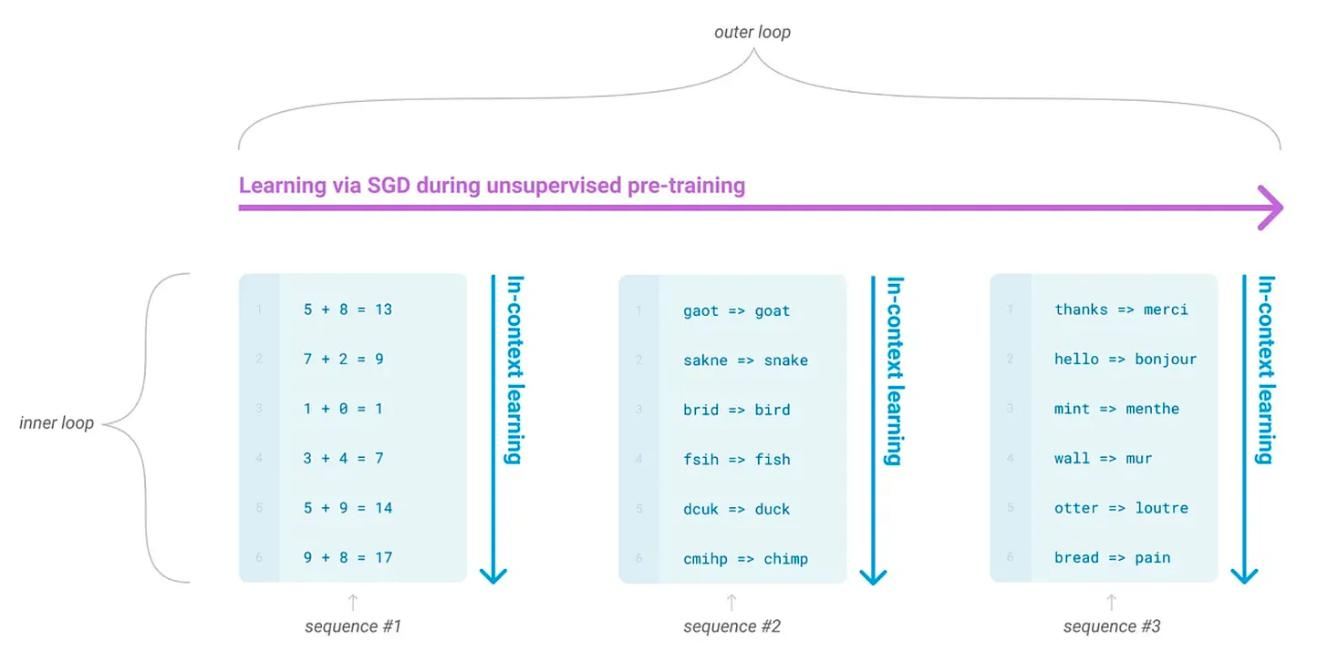 outer loop
Learning via SGD during unsupervised pre-training
inner loop
1 5 + 8 = 13
2 7 + 2 = 9
3 1 + 0 = 1
4 3 + 4 = 7
5 5 + 9 = 14
6 9 + 8 = 17
In-context learning
sequence #1
1 gaot => goat
2 sakne => snake
3 brid => bird
4 fsih => fish
5 dcuk => duck
6 cmihp => chimp
In-context learning
sequence #2
1 thanks => merci
2 hello => bonjour
3 mint => menthe
4 wall => mur
5 otter => loutre
6 bread => pain
In-context learning
sequence #3